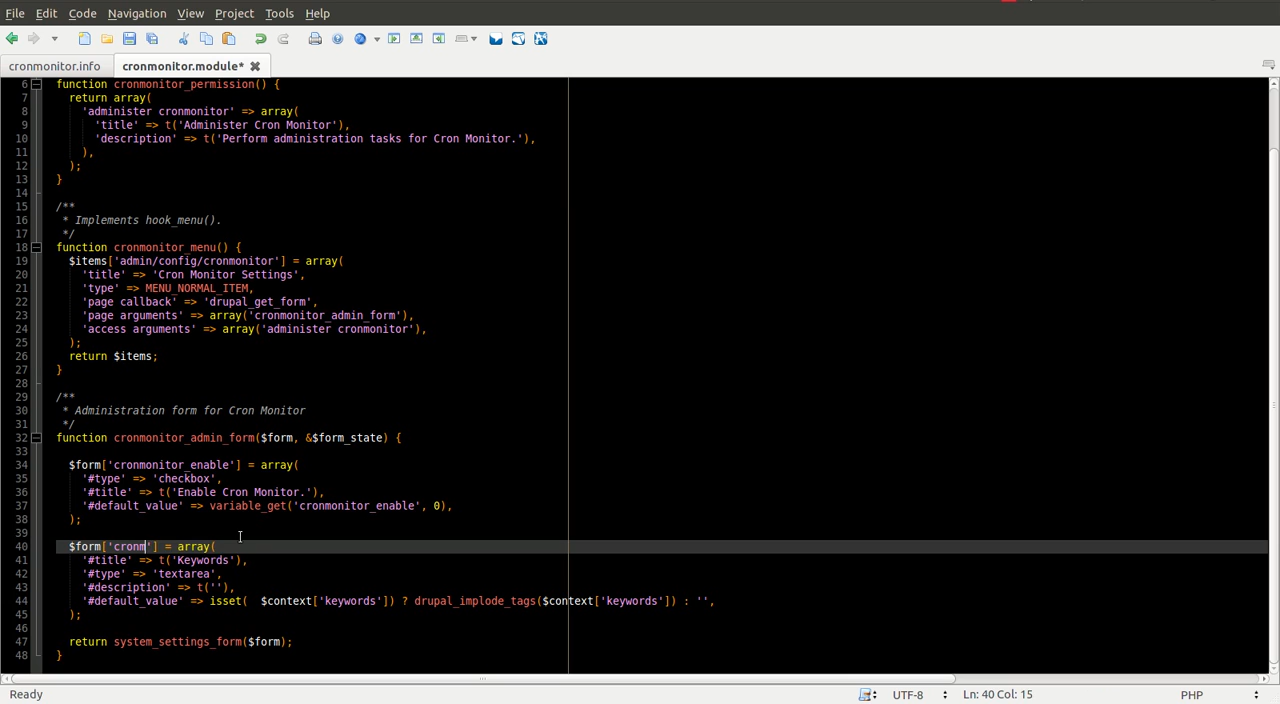 File Edit Code Navigation View Project Tools Help
cronmonitor.info cronmonitor.module*
6 function cronmonitor_permission() {
7 return array(
8 'administer cronmonitor' => array(
9 'title' => t('Administer Cron Monitor'),
10 'description' => t('Perform administration tasks for Cron Monitor.'),
11 ),
12 );
13 }
14
15 /**
16 * Implements hook_menu().
17 */
18 function cronmonitor_menu() {
19 $items['admin/config/cronmonitor'] = array(
20 'title' => 'Cron Monitor Settings',
21 'type' => MENU_NORMAL_ITEM,
22 'page callback' => 'drupal_get_form',
23 'page arguments' => array('cronmonitor_admin_form'),
24 'access arguments' => array('administer cronmonitor'),
25 );
26 return $items;
27 }
28
29 /**
30 * Administration form for Cron Monitor
31 */
32 function cronmonitor_admin_form($form, &$form_state) {
33
34 $form['cronmonitor_enable'] = array(
35 '#type' => 'checkbox',
36 '#title' => t('Enable Cron Monitor.'),
37 '#default_value' => variable_get('cronmonitor_enable', 0),
38 );
39
40 $form['cronm'] = array(
41 '#title' => t('Keywords'),
42 '#type' => 'textarea',
43 '#description' => t(''),
44 '#default_value' => isset(  $context['keywords']) ? drupal_implode_tags($context['keywords']) : '',
45 );
46
47 return system_settings_form($form);
48 }
Ready UTF-8 Ln: 40 Col: 15 PHP